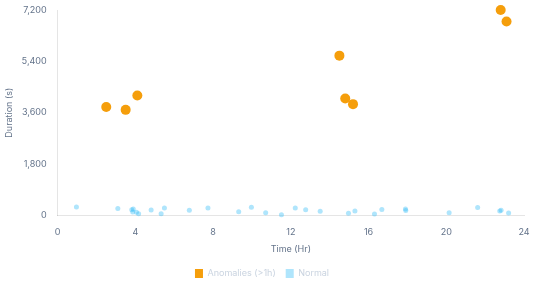 7,200
5,400
3,600
1,800
0
Duration (s)
0 4 8 12 16 20 24
Time (Hr)
Anomalies (>1h) Normal